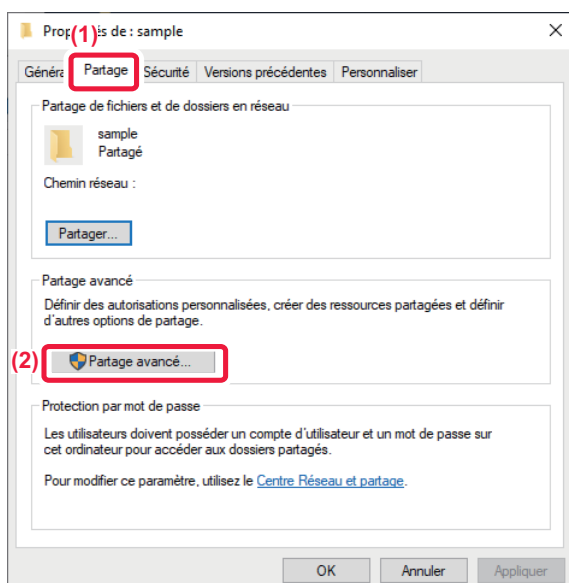 Prop
(1)
és de : sample
Généra
Partage
Sécurité
Versions précédentes
Personnaliser
Partage de fichiers et de dossiers en réseau
sample
Partagé
Chemin réseau :
Partager...
Partage avancé
Définir des autorisations personnalisées, créer des ressources partagées et définir
d'autres options de partage.
(2)
Partage avancé...
Protection par mot de passe
Les utilisateurs doivent posséder un compte d'utilisateur et un mot de passe sur
cet ordinateur pour accéder aux dossiers partagés.
Pour modifier ce paramètre, utilisez le Centre Réseau et partage.
OK
Annuler
Appliquer